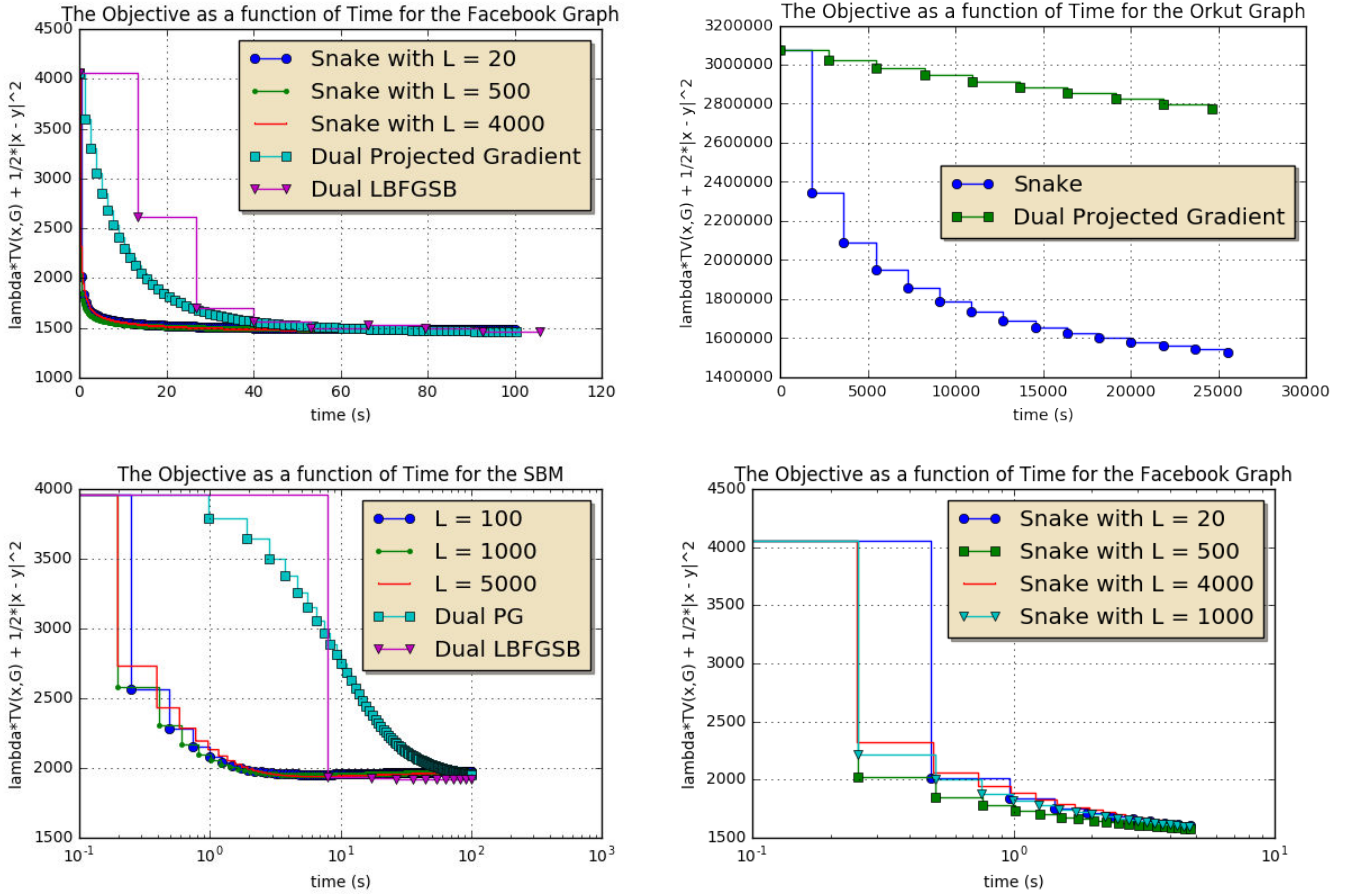 The Objective as a function of Time for the Facebook Graph
lambda*TV(x,G) + 1/2*|x - y|^2
4500
4000
3500
3000
2500
2000
1500
1000
Snake with L = 20
Snake with L = 500
Snake with L = 4000
Dual Projected Gradient
Dual LBFGSB
0
20
40
60
80
100
120
time (s)
The Objective as a function of Time for the Orkut Graph
lambda*TV(x,G) + 1/2*|x - y|^2
3200000
3000000
2800000
2600000
2400000
2200000
2000000
1800000
1600000
1400000
Snake
Dual Projected Gradient
0
5000
10000
15000
20000
25000
30000
time (s)
The Objective as a function of Time for the SBM
lambda*TV(x,G) + 1/2*|x - y|^2
4000
3500
3000
2500
2000
1500
L = 100
L = 1000
L = 5000
Dual PG
Dual LBFGSB
10^-1
10^0
10^1
10^2
10^3
time (s)
The Objective as a function of Time for the Facebook Graph
lambda*TV(x,G) + 1/2*|x - y|^2
4500
4000
3500
3000
2500
2000
1500
Snake with L = 20
Snake with L = 500
Snake with L = 4000
Snake with L = 1000
10^-1
10^0
10^1
time (s)